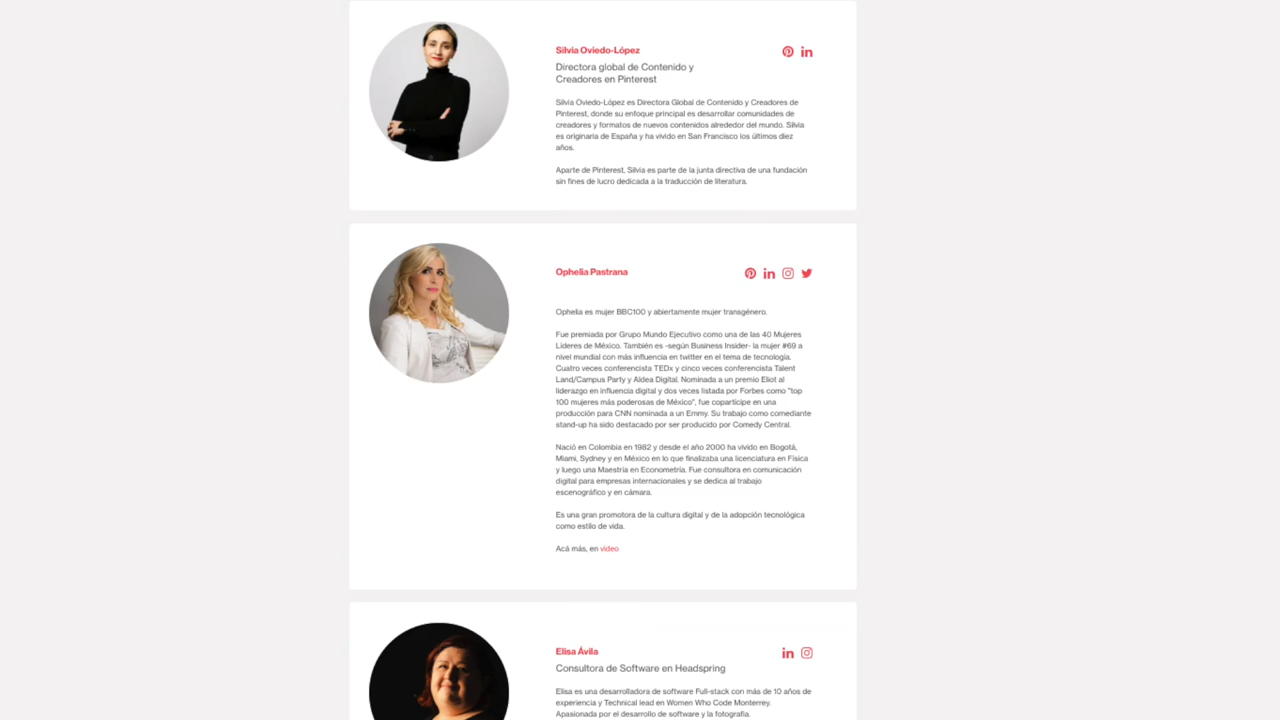 Silvia Oviedo-López
Directora global de Contenido y
Creadores en Pinterest
Silvia Oviedo-López es Directora Global de Contenido y Creadores de
Pinterest, donde su enfoque principal es desarrollar comunidades de
creadores y formatos de nuevos contenidos alrededor del mundo. Silvia
es originaria de España y ha vivido en San Francisco los últimos diez
años.
Aparte de Pinterest, Silvia es parte de la junta directiva de una fundación
sin fines de lucro dedicada a la traducción de literatura.
Ophelia Pastrana
Ophelia es mujer BBC100 y abiertamente mujer transgénero.
Fue premiada por Grupo Mundo Ejecutivo como una de las 40 Mujeres
Líderes de México. También es -según Business Insider- la mujer #69 a
nivel mundial con más influencia en twitter en el tema de tecnología.
Cuatro veces conferencista TEDx y cinco veces conferencista Talent
Land/Campus Party y Aldea Digital. Nominada a un premio Eliot al
liderazgo en influencia digital y dos veces listada por Forbes como "top
100 mujeres más poderosas de México", fue copartícipe en una
producción para CNN nominada a un Emmy. Su trabajo como comediante
stand-up ha sido destacado por ser producido por Comedy Central.
Nació en Colombia en 1982 y desde el año 2000 ha vivido en Bogotá,
Miami, Sydney y en México en lo que finalizaba una licenciatura en Física
y luego una Maestría en Econometría. Fue consultora en comunicación
digital para empresas internacionales y se dedica al trabajo
escenográfico y en cámara.
Es una gran promotora de la cultura digital y de la adopción tecnológica
como estilo de vida.
Acá más, en video
Elisa Ávila
Consultora de Software en Headspring
Elisa es una desarrolladora de software Full-stack con más de 10 años de
experiencia y Technical lead en Women Who Code Monterrey.
Apasionada por el desarrollo de software y la fotografía.